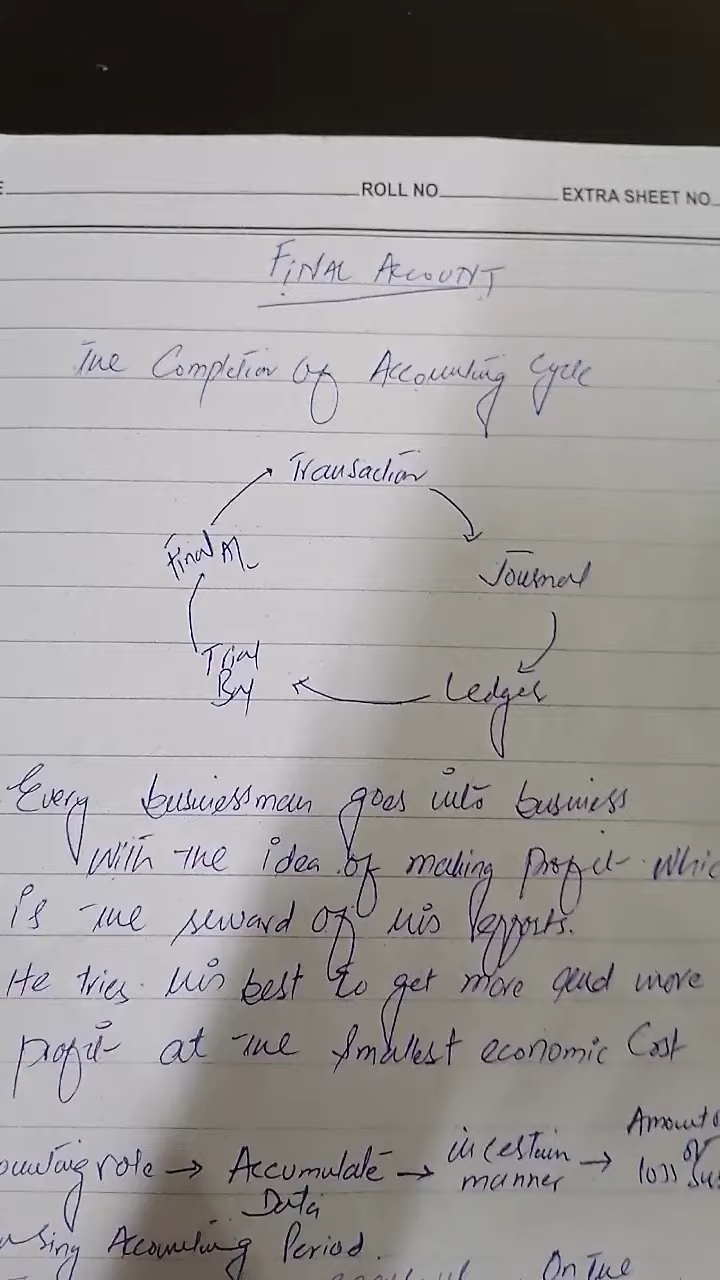 ROLL NO
EXTRA SHEET NO
FINAL ACCOUNT
The Completion of Accounting Cycle
Transaction
Final A/c
Journal
Trial
Ledger
Every businessman goes into business
with the idea of making profit which
is the reward of his efforts.
He tries his best to get more and more
profit at the smallest economic Cost
Amount of
role → Accumulate → in certain → or
Data manner loss
Accounting Period.
On The